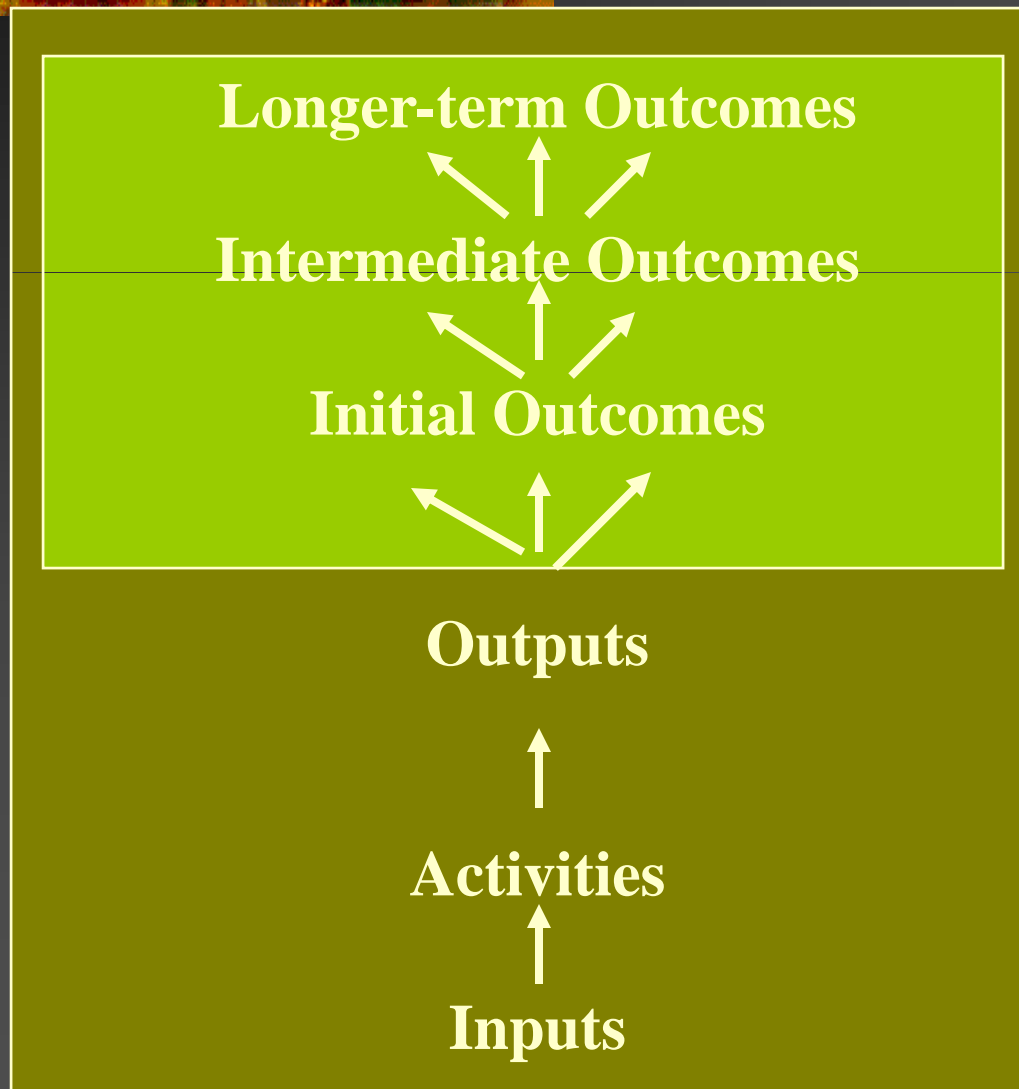 Longer-term Outcomes
Intermediate Outcomes
Initial Outcomes
Outputs
Activities
Inputs